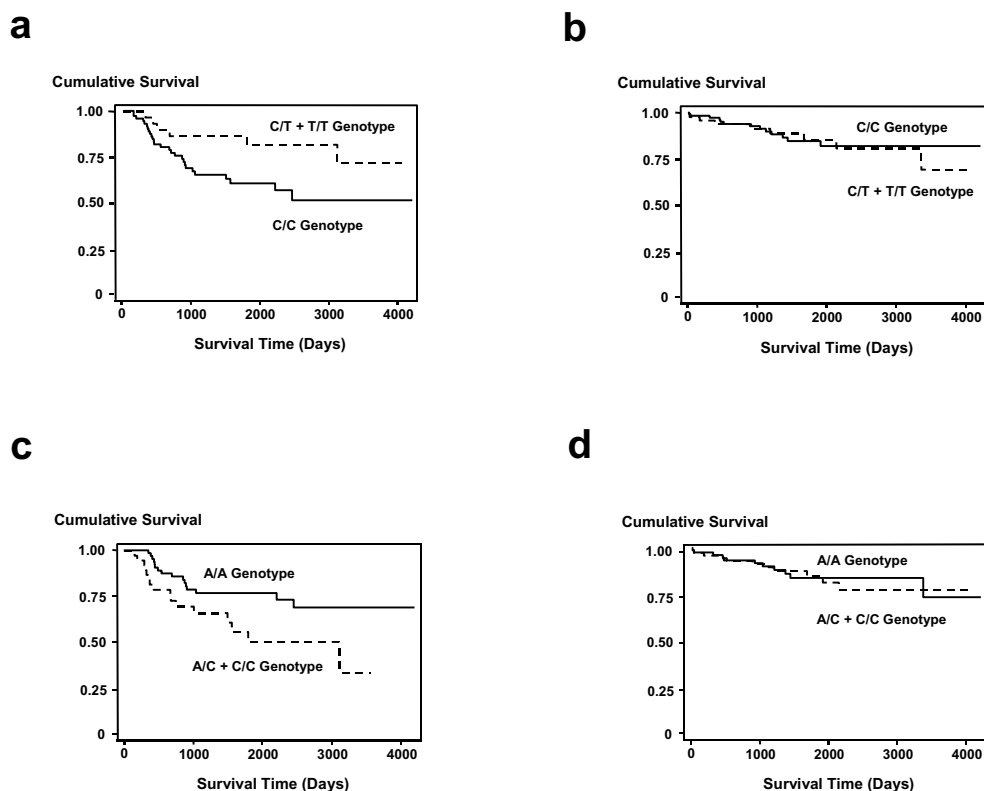 a
Cumulative Survival
1.00
C/T + T/T Genotype
0.75
0.50
C/C Genotype
0.25
0
0 1000 2000 3000 4000
Survival Time (Days)
b
Cumulative Survival
1.00
C/C Genotype
0.75
C/T + T/T Genotype
0.50
0.25
0
0 1000 2000 3000 4000
Survival Time (Days)
c
Cumulative Survival
1.00
A/A Genotype
0.75
0.50
A/C + C/C Genotype
0.25
0
0 1000 2000 3000 4000
Survival Time (Days)
d
Cumulative Survival
1.00
A/A Genotype
0.75
A/C + C/C Genotype
0.50
0.25
0
0 1000 2000 3000 4000
Survival Time (Days)